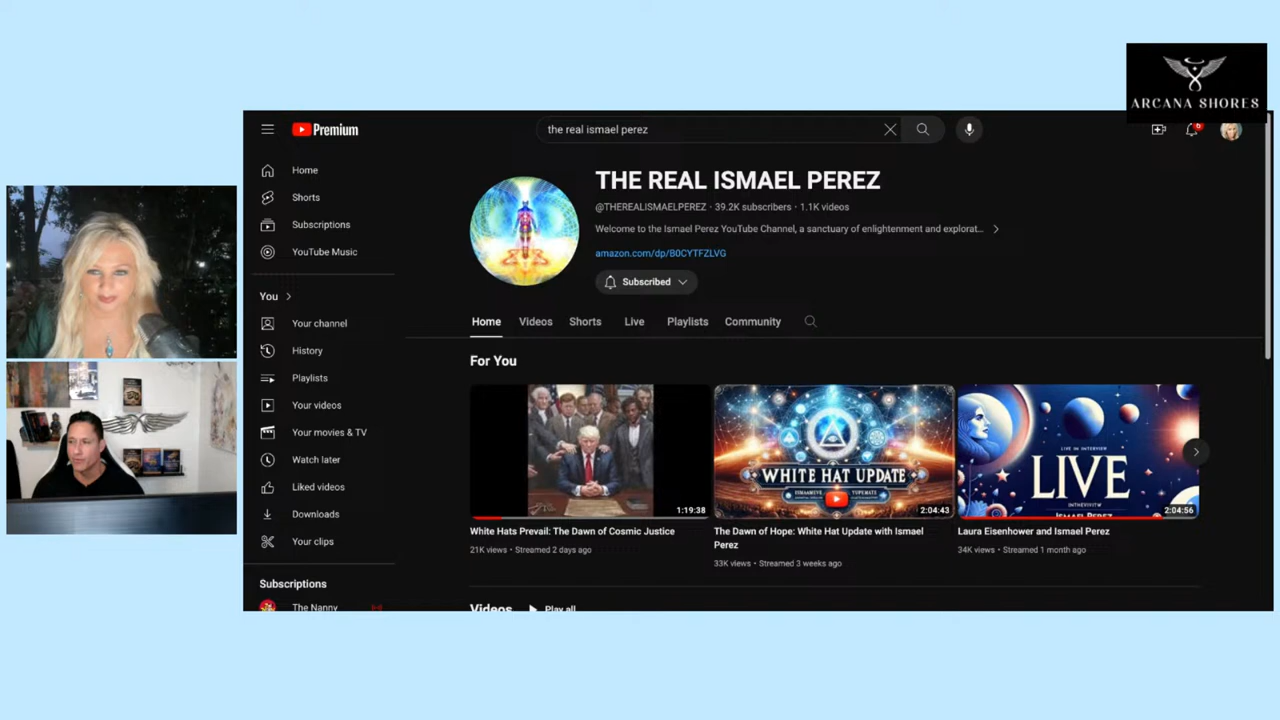 ARCANA SHORES
Premium
the real ismael perez
6
Home
Shorts
Subscriptions
YouTube Music
You
Your channel
History
Playlists
Your videos
Your movies & TV
Watch later
Liked videos
Downloads
Your clips
Subscriptions
The Nanny
THE REAL ISMAEL PEREZ
@THEREALISMAELPEREZ · 39.2K subscribers · 1.1K videos
Welcome to the Ismael Perez YouTube Channel, a sanctuary of enlightenment and explorat...
amazon.com/dp/B0CYTFZLVG
Subscribed
Home Videos Shorts Live Playlists Community
For You
1:19:38
WHITE HAT UPDATE
2:04:43
LIVE
2:04:56
White Hats Prevail: The Dawn of Cosmic Justice
21K views • Streamed 2 days ago
The Dawn of Hope: White Hat Update with Ismael
Perez
33K views • Streamed 3 weeks ago
Laura Eisenhower and Ismael Perez
34K views • Streamed 1 month ago
Videos Play all